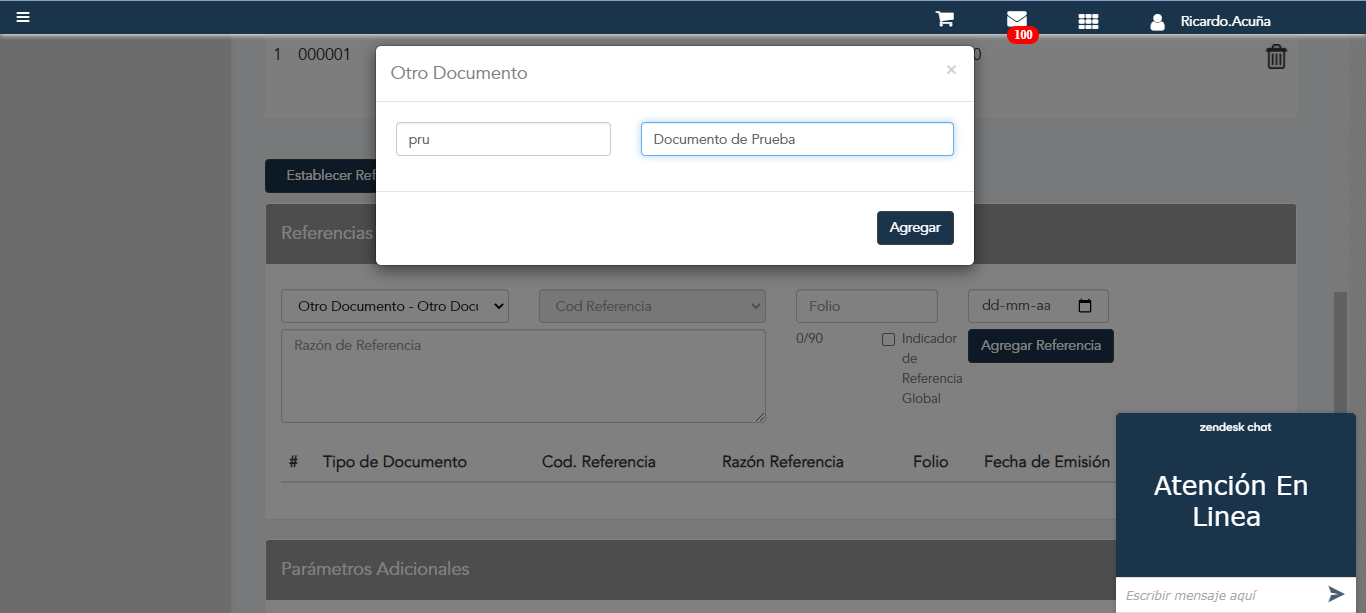 Ricardo.Acuña
100
1 000001
0
Otro Documento
×
pru
Documento de Prueba
Agregar
Establecer Ref
Referencias
Otro Documento - Otro Docu
Cod Referencia
Folio
dd-mm-aa
Razón de Referencia
0/90
Indicador
de
Referencia
Global
Agregar Referencia
# Tipo de Documento Cod. Referencia Razón Referencia Folio Fecha de Emisión
Parámetros Adicionales
zendesk chat
Atención En
Linea
Escribir mensaje aquí